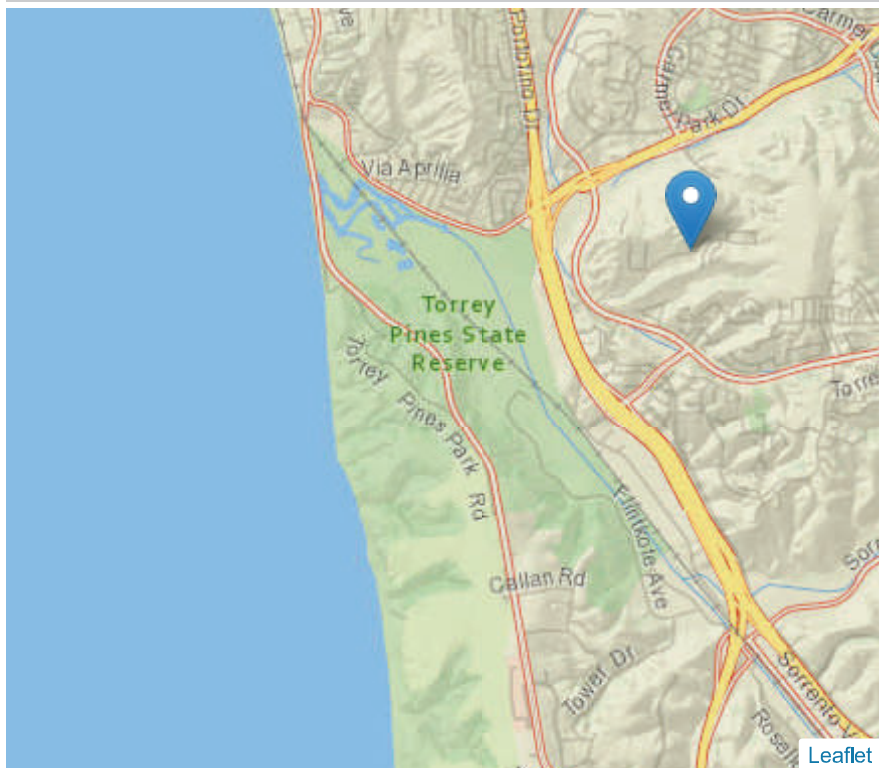 Carmel
Park Dr
Via Aprilia
Torrey
Pines State
Reserve
Torrey Pines Park Rd
Flintkote Ave
Callan Rd
Tower Dr
Leaflet